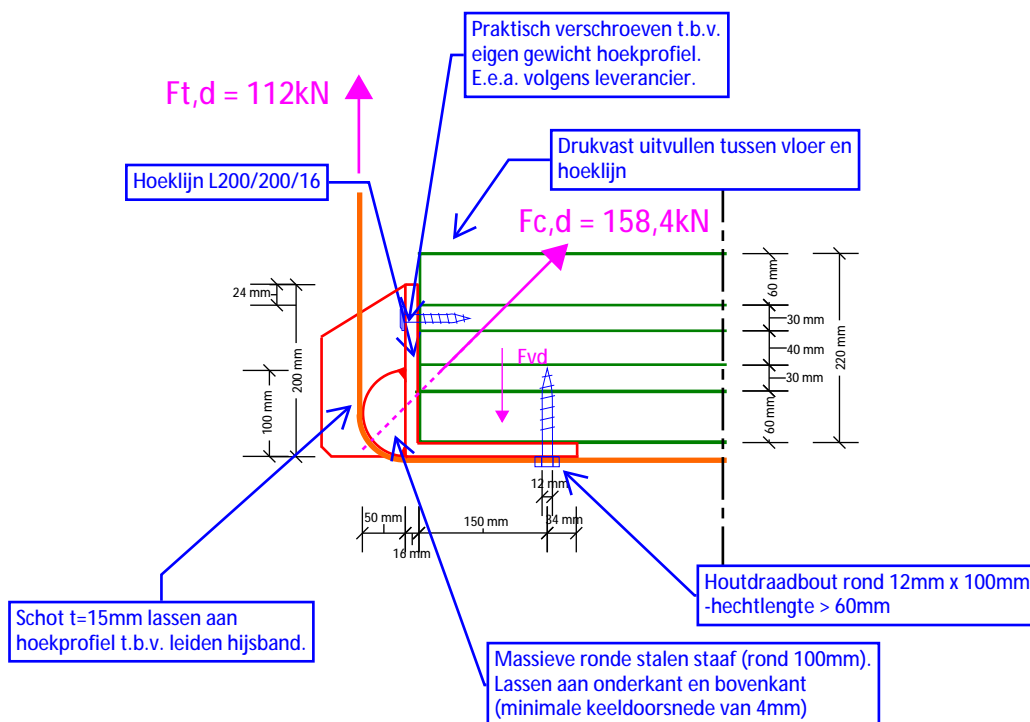 Praktisch verschroeven t.b.v.
eigen gewicht hoekprofiel.
E.e.a. volgens leverancier.
Ft,d = 112kN
Drukvast uitvullen tussen vloer en
hoeklijn
Hoeklijn L200/200/16
Fc,d = 158,4kN
24 mm
200 mm
100 mm
Fvd
60 mm
30 mm
40 mm
30 mm
60 mm
220 mm
12 mm
50 mm
16 mm
150 mm
34 mm
Houtdraadbout rond 12mm x 100mm
-hechtlengte > 60mm
Schot t=15mm lassen aan
hoekprofiel t.b.v. leiden hijsband.
Massieve ronde stalen staaf (rond 100mm).
Lassen aan onderkant en bovenkant
(minimale keeldoorsnede van 4mm)